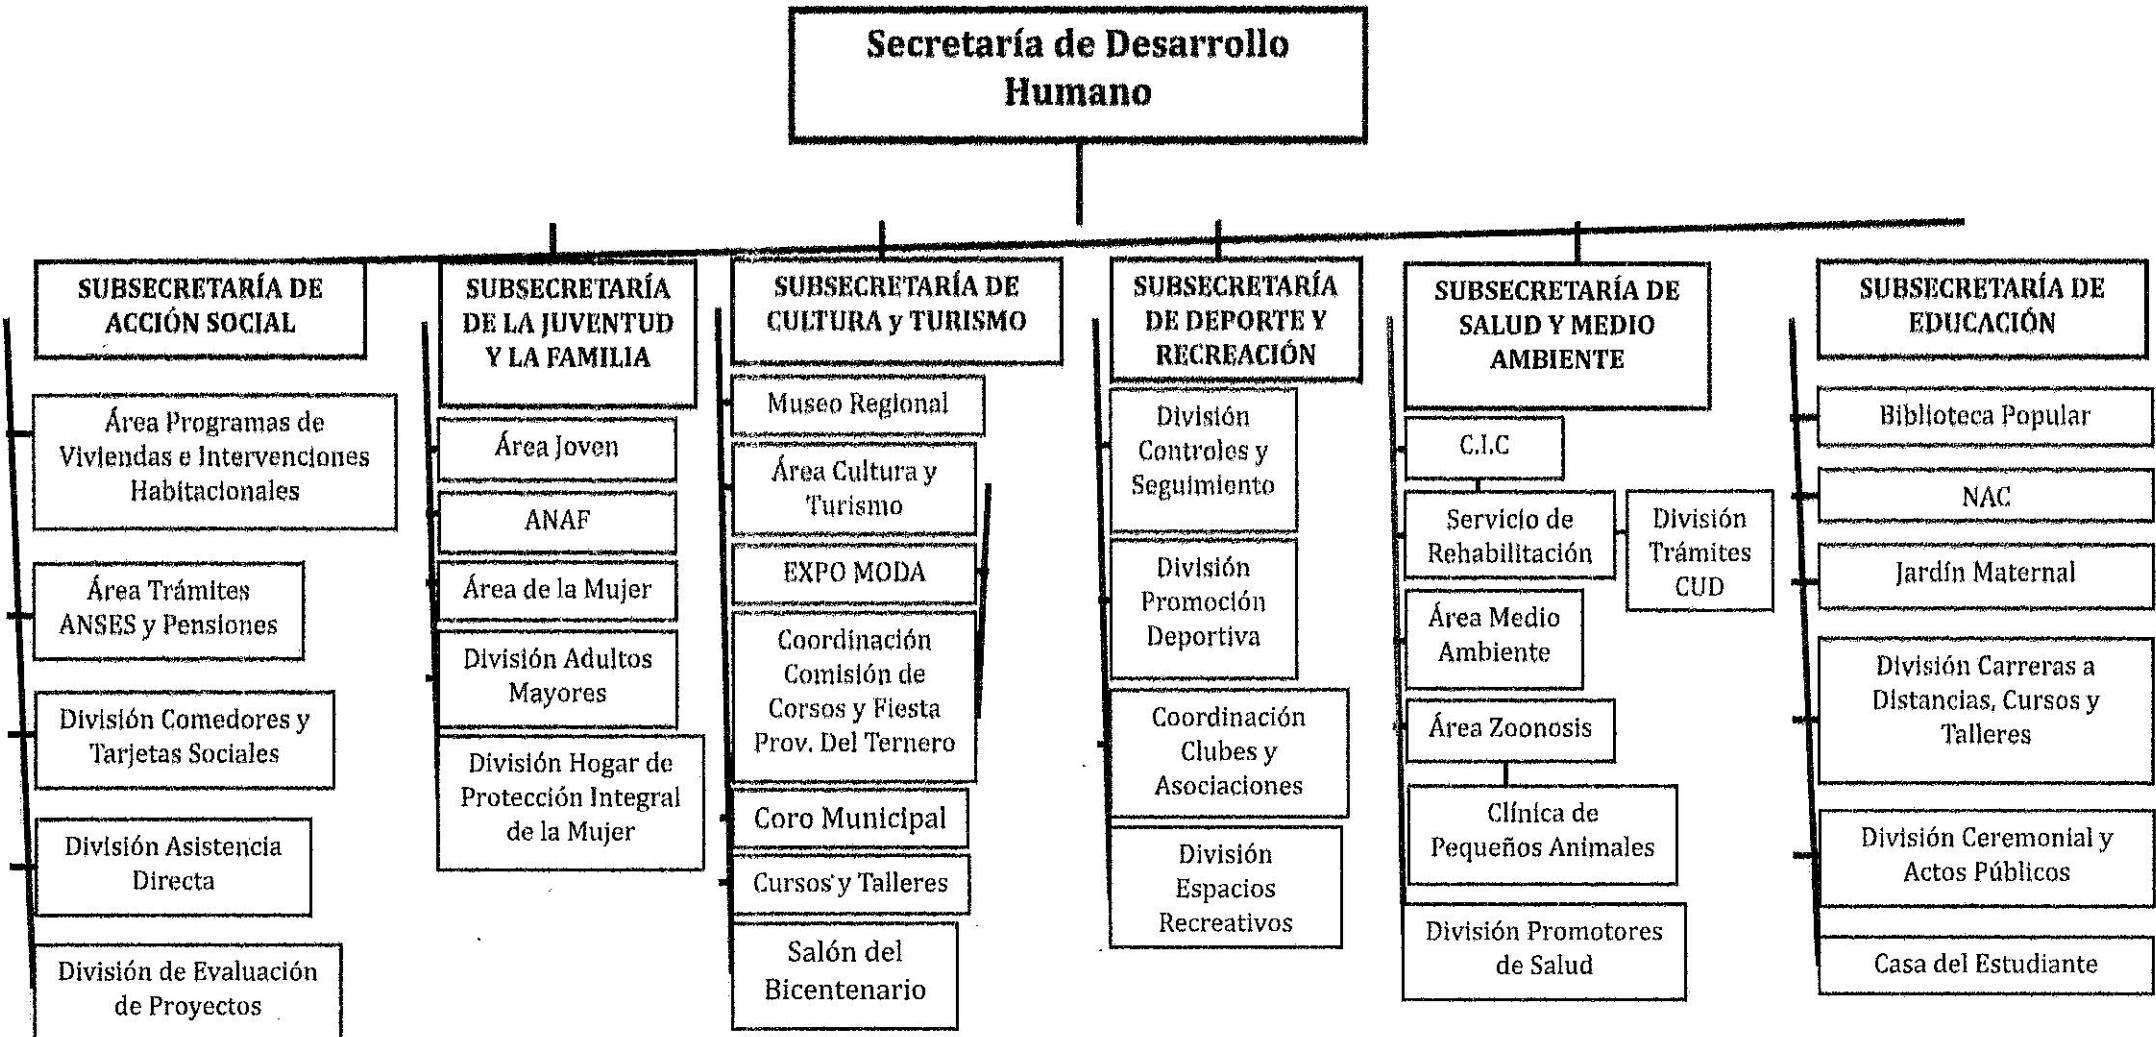 Secretaría de Desarrollo
Humano
SUBSECRETARÍA DE
ACCIÓN SOCIAL
Área Programas de
Viviendas e Intervenciones
Habitacionales
Área Trámites
ANSES y Pensiones
División Comedores y
Tarjetas Sociales
División Asistencia
Directa
División de Evaluación
de Proyectos
SUBSECRETARÍA
DE LA JUVENTUD
Y LA FAMILIA
Área Joven
ANAF
Área de la Mujer
División Adultos
Mayores
División Hogar de
Protección Integral
de la Mujer
SUBSECRETARÍA DE
CULTURA y TURISMO
Museo Regional
Área Cultura y
Turismo
EXPO MODA
Coordinación
Comisión de
Corsos y Fiesta
Prov. Del Ternero
Coro Municipal
Cursos y Talleres
Salón del
Bicentenario
SUBSECRETARÍA
DE DEPORTE Y
RECREACIÓN
División
Controles y
Seguimiento
División
Promoción
Deportiva
Coordinación
Clubes y
Asociaciones
División
Espacios
Recreativos
SUBSECRETARÍA DE
SALUD Y MEDIO
AMBIENTE
C.I.C
Servicio de
Rehabilitación
División
Trámites
CUD
Área Medio
Ambiente
Área Zoonosis
Clínica de
Pequeños Animales
División Promotores
de Salud
SUBSECRETARÍA DE
EDUCACIÓN
Biblioteca Popular
NAC
Jardín Maternal
División Carreras a
Distancias, Cursos y
Talleres
División Ceremonial y
Actos Públicos
Casa del Estudiante